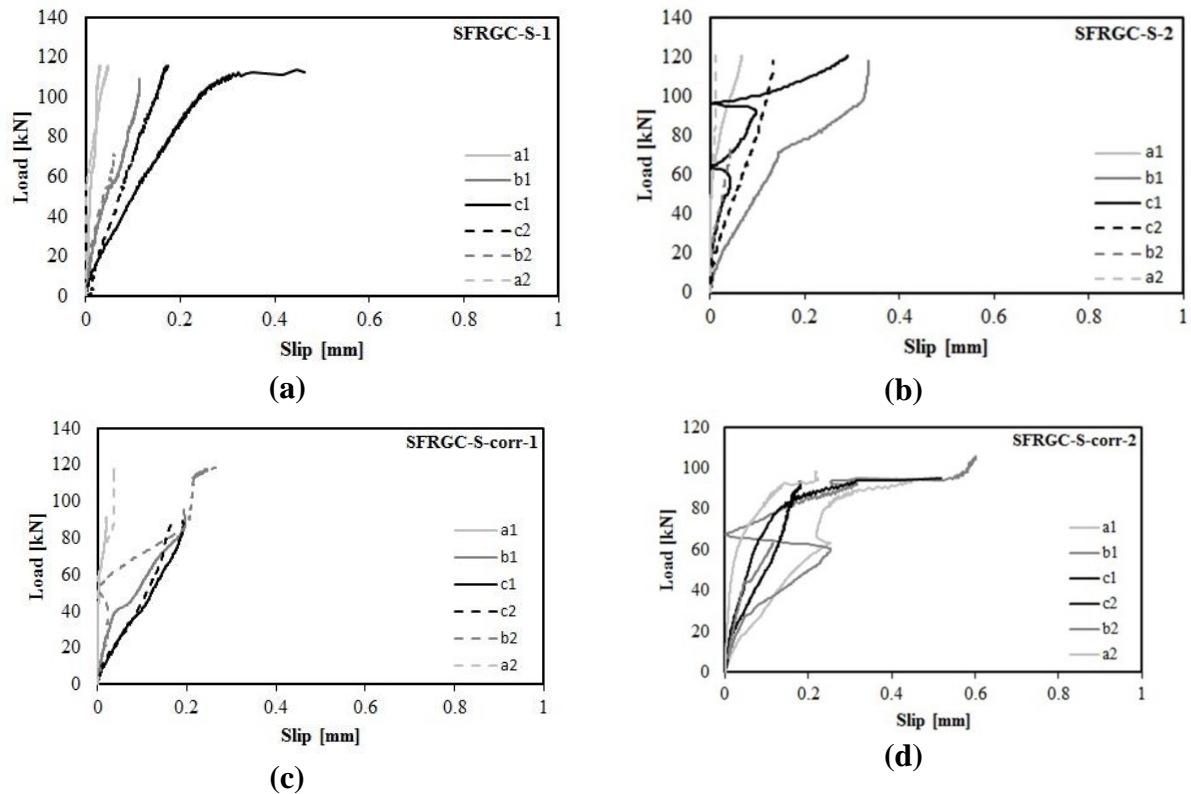 SFRGC-S-1
Load [kN]
140
120
100
80
60
40
20
0
a1
b1
c1
c2
b2
a2
0 0.2 0.4 0.6 0.8 1
Slip [mm]
(a)
SFRGC-S-2
Load [kN]
140
120
100
80
60
40
20
0
a1
b1
c1
c2
b2
a2
0 0.2 0.4 0.6 0.8 1
Slip [mm]
(b)
SFRGC-S-corr-1
Load [kN]
140
120
100
80
60
40
20
0
a1
b1
c1
c2
b2
a2
0 0.2 0.4 0.6 0.8 1
Slip [mm]
(c)
SFRGC-S-corr-2
Load [kN]
120
100
80
60
40
20
0
a1
b1
c1
c2
b2
a2
0 0.2 0.4 0.6 0.8 1
Slip [mm]
(d)